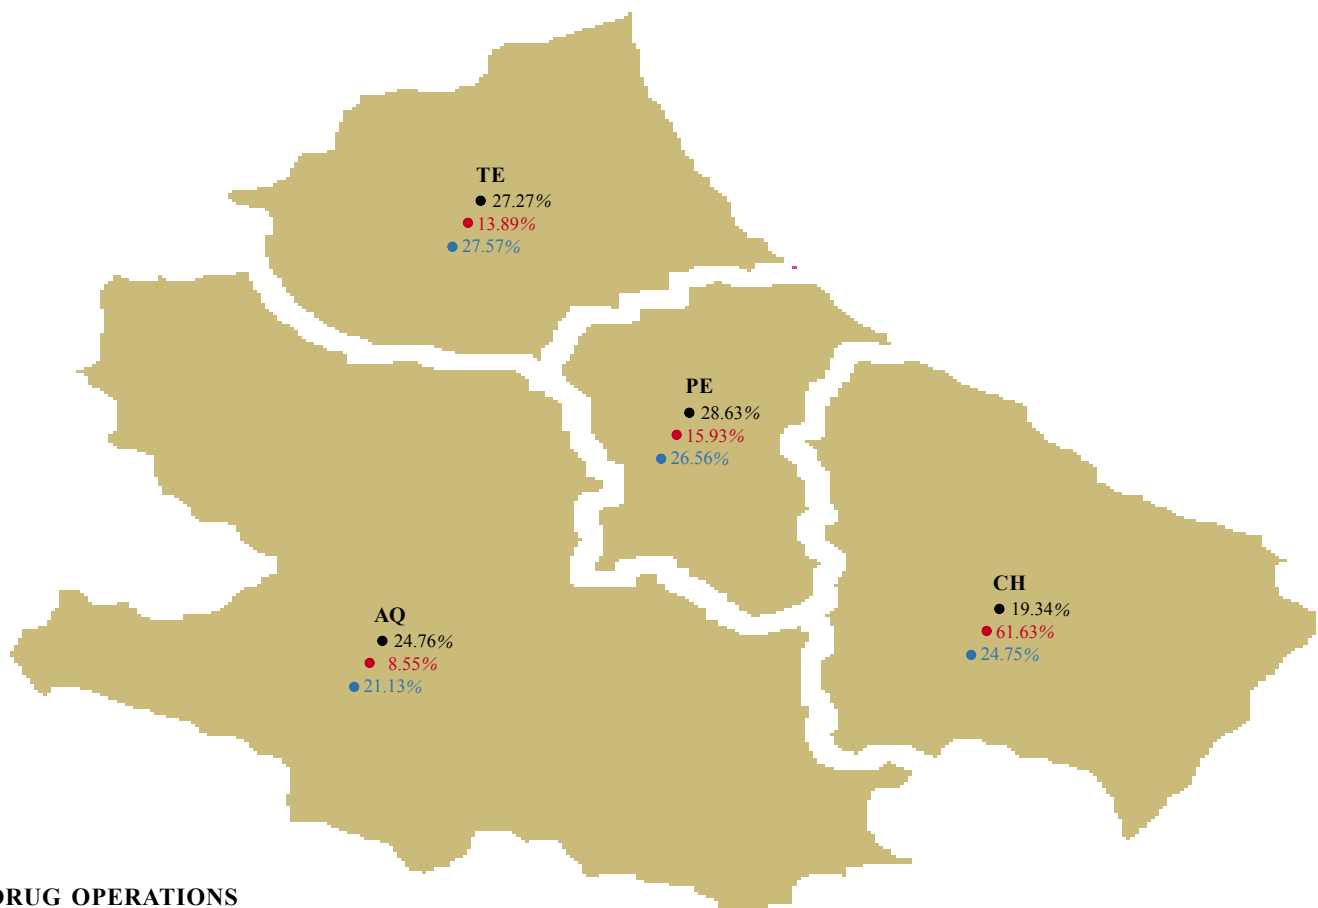 TE
27.27%
13.89%
27.57%
PE
28.63%
15.93%
26.56%
CH
19.34%
61.63%
24.75%
AQ
24.76%
8.55%
21.13%
OPERATIONS